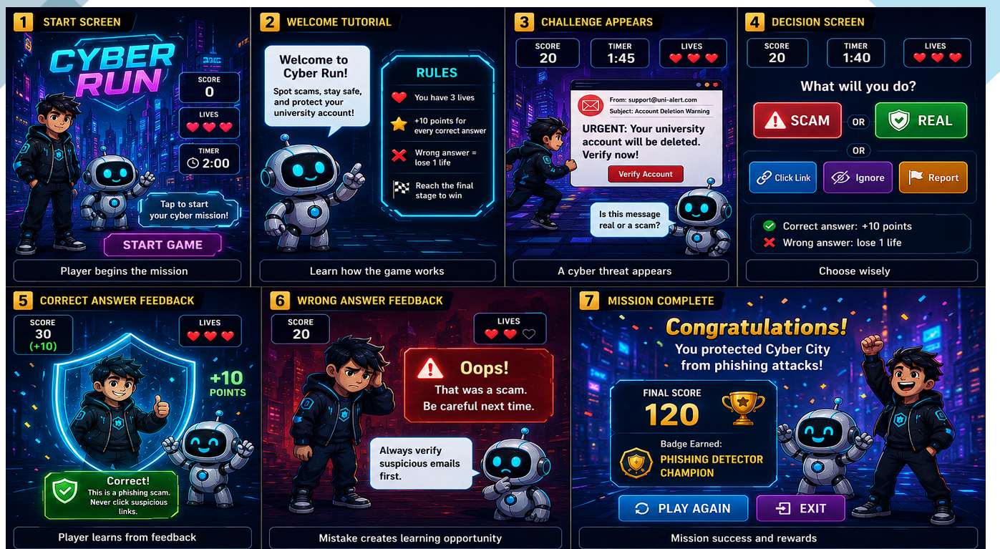 1 START SCREEN
CYBER
RUN
SCORE
0
LIVES
TIMER
2:00
Tap to start
your cyber mission!
START GAME
Player begins the mission
2 WELCOME TUTORIAL
Welcome to
Cyber Run!
Spot scams, stay safe,
and protect your
university account!
RULES
You have 3 lives
+10 points for
every correct answer
Wrong answer =
lose 1 life
Reach the final
stage to win
Learn how the game works
3 CHALLENGE APPEARS
SCORE
20
TIMER
1:45
LIVES
From: support@uni-alert.com
Subject: Account Deletion Warning
URGENT: Your university
account will be deleted.
Verify now!
Verify Account
Is this message
real or a scam?
A cyber threat appears
4 DECISION SCREEN
SCORE
20
TIMER
1:40
LIVES
What will you do?
SCAM
OR
REAL
OR
Click Link
Ignore
Report
Correct answer: +10 points
Wrong answer: lose 1 life
Choose wisely
5 CORRECT ANSWER FEEDBACK
SCORE
30
(+10)
LIVES
+10
POINTS
Correct!
This is a phishing scam.
Never click suspicious
links.
Player learns from feedback
6 WRONG ANSWER FEEDBACK
SCORE
20
LIVES
Oops!
That was a scam.
Be careful next time.
Always verify
suspicious emails
first.
Mistake creates learning opportunity
7 MISSION COMPLETE
Congratulations!
You protected Cyber City
from phishing attacks!
FINAL SCORE
120
Badge Earned:
PHISHING DETECTOR
CHAMPION
PLAY AGAIN
EXIT
Mission success and rewards